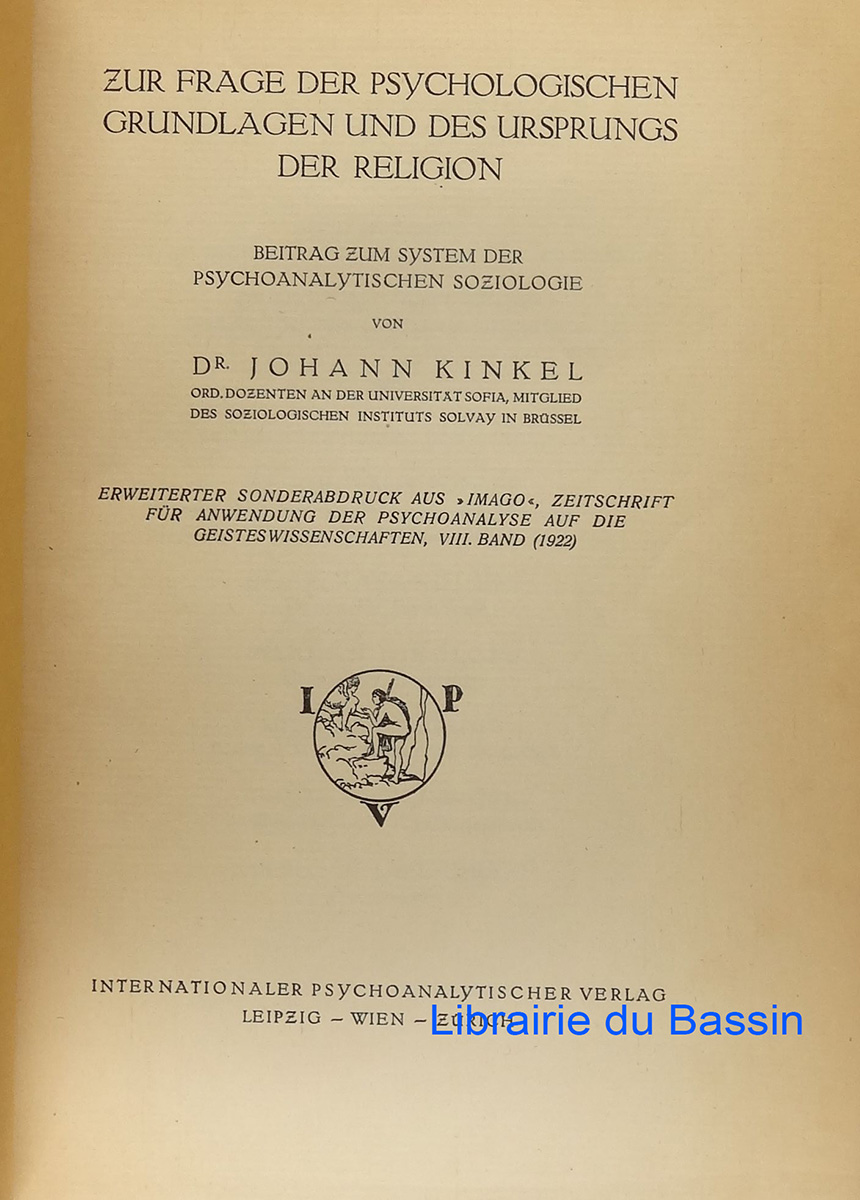 ZUR FRAGE DER PSYCHOLOGISCHEN
GRUNDLAGEN UND DES URSPRUNGS
DER RELIGION
BEITRAG ZUM SYSTEM DER
PSYCHOANALYTISCHEN SOZIOLOGIE
VON
DR. JOHANN KINKEL
ORD. DOZENTEN AN DER UNIVERSITÄT SOFIA, MITGLIED
DES SOZIOLOGISCHEN INSTITUTS SOLVAY IN BRÜSSEL
ERWEITERTER SONDERABDRUCK AUS »IMAGO«, ZEITSCHRIFT
FÜR ANWENDUNG DER PSYCHOANALYSE AUF DIE
GEISTESWISSENSCHAFTEN, VIII. BAND (1922)
I P
V
INTERNATIONALER PSYCHOANALYTISCHER VERLAG
LEIPZIG – WIEN – ZÜRICH
Librairie du Bassin